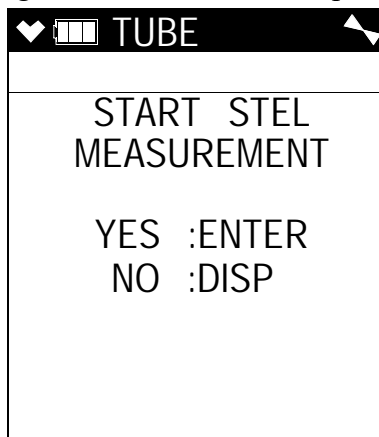 TUBE
START STEL
MEASUREMENT
YES :ENTER
NO :DISP